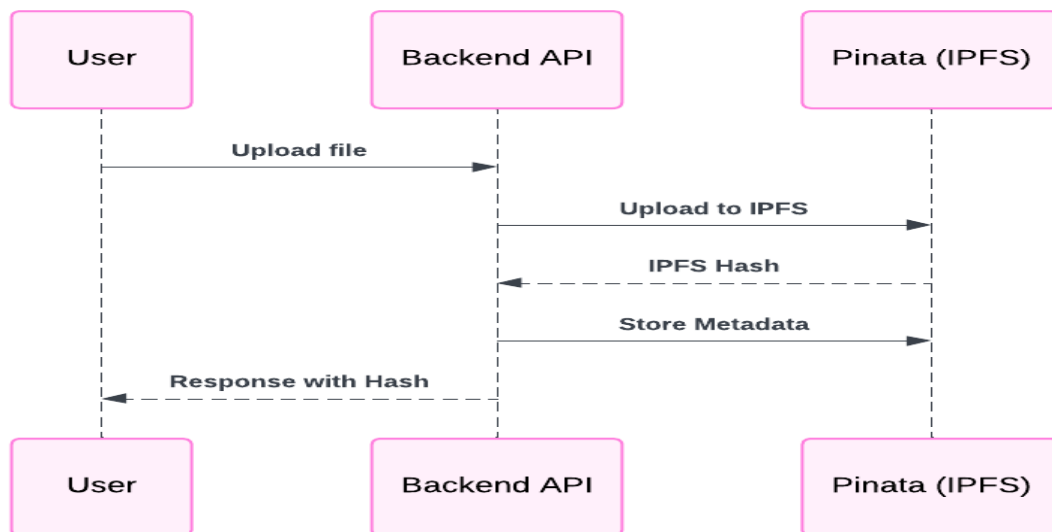 User
Backend API
Pinata (IPFS)
Upload file
Upload to IPFS
IPFS Hash
Store Metadata
Response with Hash
User
Backend API
Pinata (IPFS)